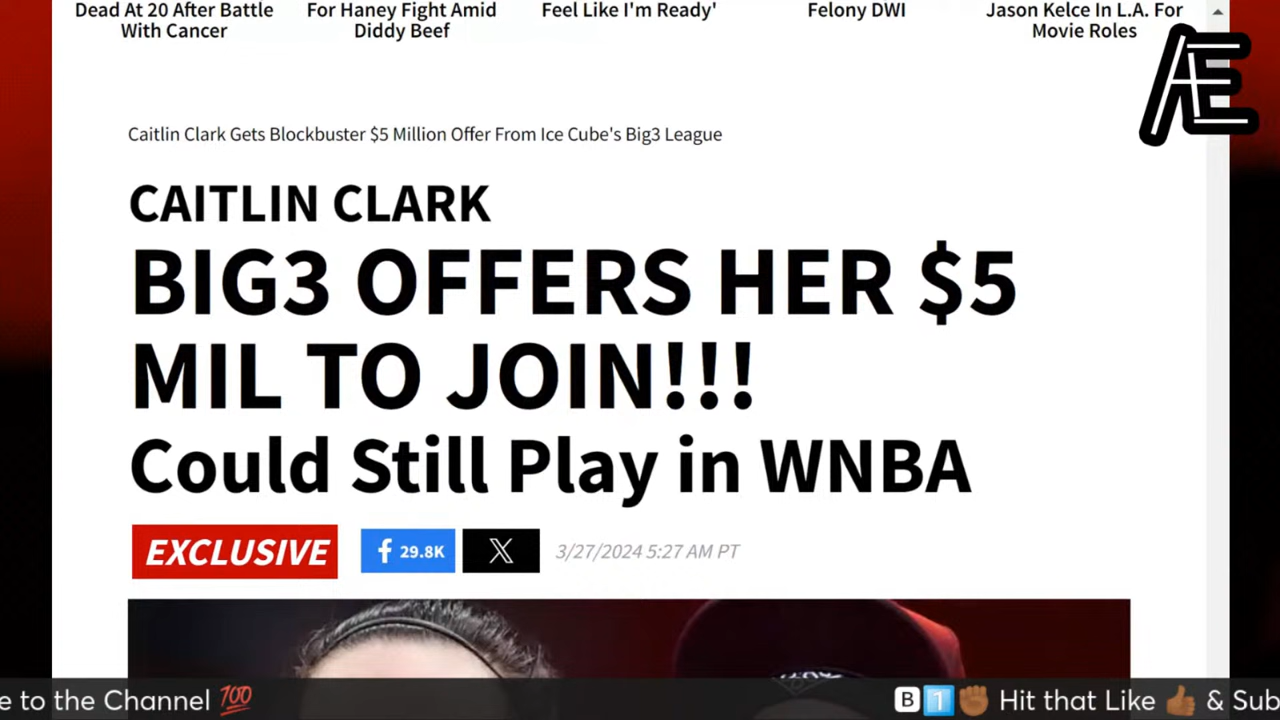 Dead At 20 After Battle
With Cancer
For Haney Fight Amid
Diddy Beef
Feel Like I'm Ready'
Felony DWI
Jason Kelce In L.A. For
Movie Roles
Æ
Caitlin Clark Gets Blockbuster $5 Million Offer From Ice Cube's Big3 League
CAITLIN CLARK
BIG3 OFFERS HER $5
MIL TO JOIN!!!
Could Still Play in WNBA
EXCLUSIVE
f 29.8K
X
3/27/2024 5:27 AM PT
e to the Channel 💯
B 1️⃣✊🏾 Hit that Like 👍🏾 & Sub